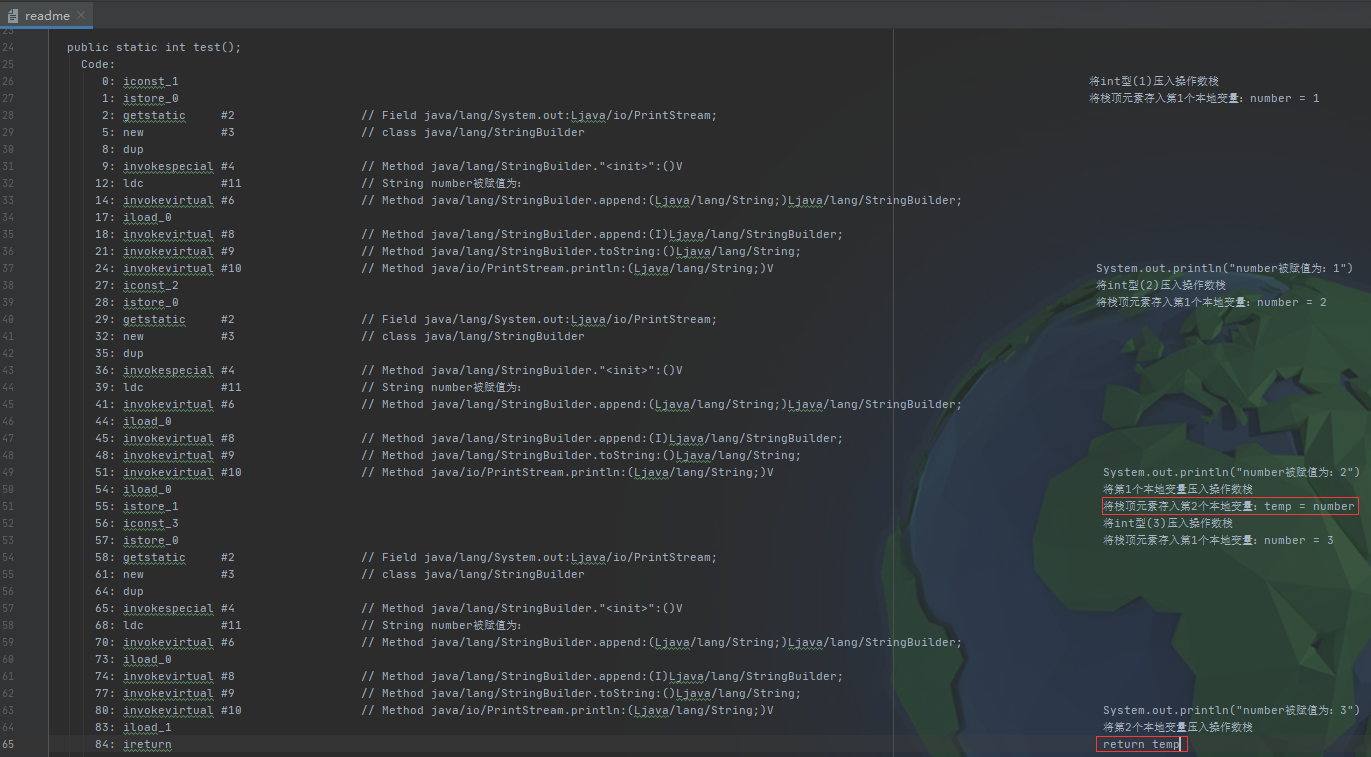 readme
23
24 public static int test();
25 Code:
26 0: iconst_1 将int型(1)压入操作数栈
27 1: istore_0 将栈顶元素存入第1个本地变量：number = 1
28 2: getstatic #2 // Field java/lang/System.out:Ljava/io/PrintStream;
29 5: new #3 // class java/lang/StringBuilder
30 8: dup
31 9: invokespecial #4 // Method java/lang/StringBuilder."<init>":()V
32 12: ldc #11 // String number被赋值为：
33 14: invokevirtual #6 // Method java/lang/StringBuilder.append:(Ljava/lang/String;)Ljava/lang/StringBuilder;
34 17: iload_0
35 18: invokevirtual #8 // Method java/lang/StringBuilder.append:(I)Ljava/lang/StringBuilder;
36 21: invokevirtual #9 // Method java/lang/StringBuilder.toString:()Ljava/lang/String;
37 24: invokevirtual #10 // Method java/io/PrintStream.println:(Ljava/lang/String;)V System.out.println("number被赋值为：1")
38 27: iconst_2 将int型(2)压入操作数栈
39 28: istore_0 将栈顶元素存入第1个本地变量：number = 2
40 29: getstatic #2 // Field java/lang/System.out:Ljava/io/PrintStream;
41 32: new #3 // class java/lang/StringBuilder
42 35: dup
43 36: invokespecial #4 // Method java/lang/StringBuilder."<init>":()V
44 39: ldc #11 // String number被赋值为：
45 41: invokevirtual #6 // Method java/lang/StringBuilder.append:(Ljava/lang/String;)Ljava/lang/StringBuilder;
46 44: iload_0
47 45: invokevirtual #8 // Method java/lang/StringBuilder.append:(I)Ljava/lang/StringBuilder;
48 48: invokevirtual #9 // Method java/lang/StringBuilder.toString:()Ljava/lang/String;
49 51: invokevirtual #10 // Method java/io/PrintStream.println:(Ljava/lang/String;)V System.out.println("number被赋值为：2")
50 54: iload_0 将第1个本地变量压入操作数栈
51 55: istore_1 将栈顶元素存入第2个本地变量：temp = number
52 56: iconst_3 将int型(3)压入操作数栈
53 57: istore_0 将栈顶元素存入第1个本地变量：number = 3
54 58: getstatic #2 // Field java/lang/System.out:Ljava/io/PrintStream;
55 61: new #3 // class java/lang/StringBuilder
56 64: dup
57 65: invokespecial #4 // Method java/lang/StringBuilder."<init>":()V
58 68: ldc #11 // String number被赋值为：
59 70: invokevirtual #6 // Method java/lang/StringBuilder.append:(Ljava/lang/String;)Ljava/lang/StringBuilder;
60 73: iload_0
61 74: invokevirtual #8 // Method java/lang/StringBuilder.append:(I)Ljava/lang/StringBuilder;
62 77: invokevirtual #9 // Method java/lang/StringBuilder.toString:()Ljava/lang/String;
63 80: invokevirtual #10 // Method java/io/PrintStream.println:(Ljava/lang/String;)V System.out.println("number被赋值为：3")
64 83: iload_1 将第2个本地变量压入操作数栈
65 84: ireturn return temp